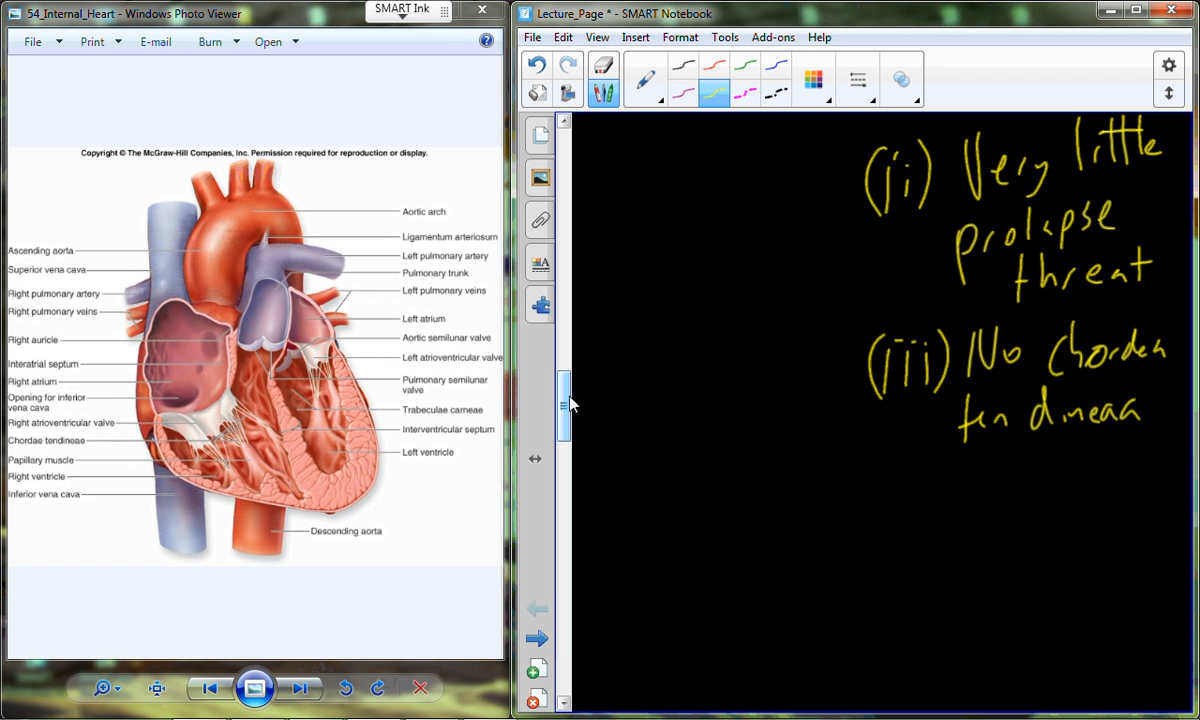 54_Internal_Heart - Windows Photo Viewer
SMART Ink
File Print E-mail Burn Open
Copyright © The McGraw-Hill Companies, Inc. Permission required for reproduction or display.
Ascending aorta
Superior vena cava
Right pulmonary artery
Right pulmonary veins
Right auricle
Interatrial septum
Right atrium
Opening for inferior
vena cava
Right atrioventricular valve
Chordae tendineae
Papillary muscle
Right ventricle
Inferior vena cava
Aortic arch
Ligamentum arteriosum
Left pulmonary artery
Pulmonary trunk
Left pulmonary veins
Left atrium
Aortic semilunar valve
Left atrioventricular valve
Pulmonary semilunar
valve
Trabeculae carneae
Interventricular septum
Left ventricle
Descending aorta
Lecture_Page * - SMART Notebook
File Edit View Insert Format Tools Add-ons Help
(ii) Very little
prolapse
threat
(iii) No chordea
ten dineaa